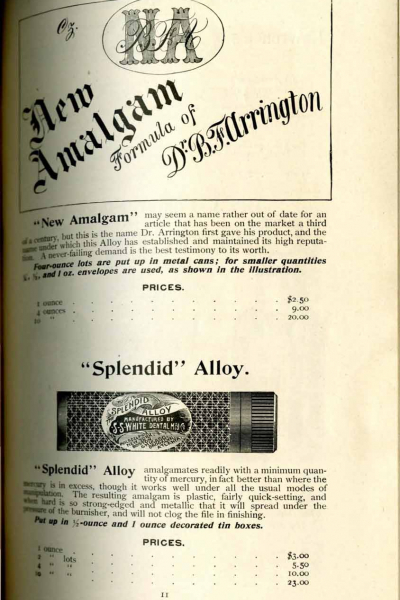 Oz.
BFA
New
Amalgam
Formula of
Dr. B.F. Arrington
"New Amalgam" may seem a name rather out of date for an
article that has been on the market a third
of a century, but this is the name Dr. Arrington first gave his product, and the
name under which this Alloy has established and maintained its high reputa-
tion. A never-failing demand is the best testimony to its worth.
Four-ounce lots are put up in metal cans; for smaller quantities
and 1 oz. envelopes are used, as shown in the illustration.
PRICES.
1 ounce . . . . . . . . . $2.50
4 ounces . . . . . . . . . 9.00
10 " . . . . . . . . . 20.00
"Splendid" Alloy.
THE SPLENDID
ALLOY
MANUFACTURED BY
S.S. WHITE DENTAL M'F'G
"Splendid" Alloy amalgamates readily with a minimum quan-
tity of mercury, in fact better than where the
mercury is in excess, though it works well under all the usual modes of
manipulation. The resulting amalgam is plastic, fairly quick-setting, and
when hard is so strong-edged and metallic that it will spread under the
pressure of the burnisher, and will not clog the file in finishing.
Put up in ½-ounce and 1 ounce decorated tin boxes.
PRICES.
1 ounce . . . . . . . . . $3.00
2 " lots . . . . . . . . . 5.50
4 " " . . . . . . . . . 10.00
10 " " . . . . . . . . . 23.00
11